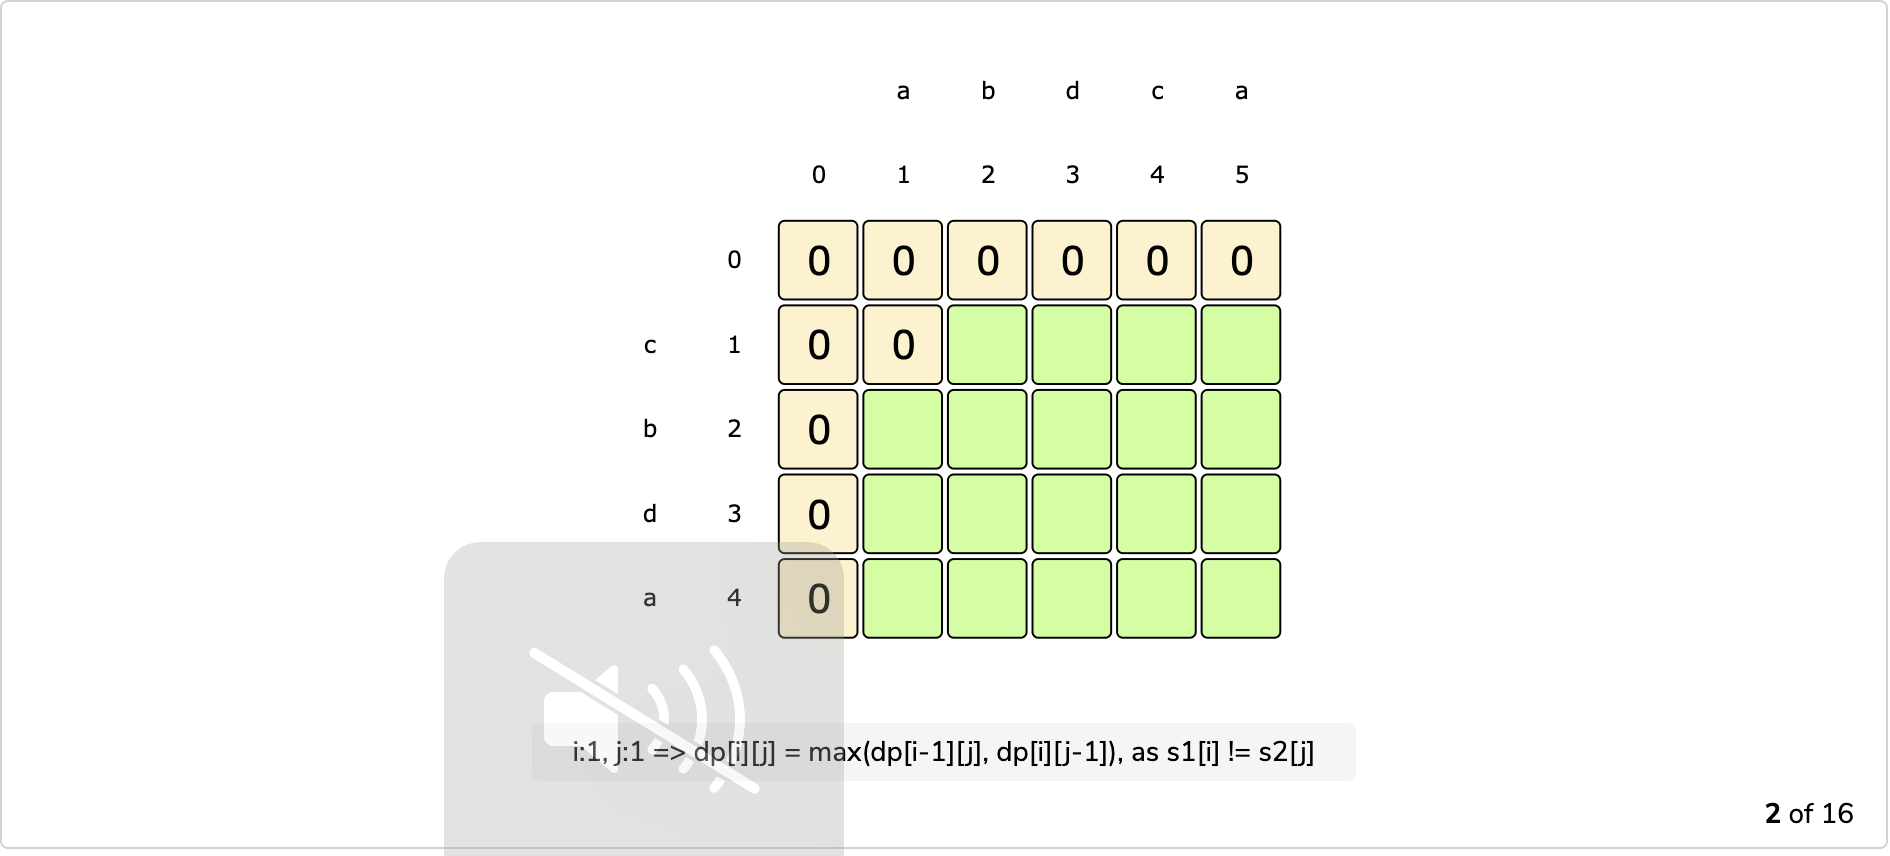 a b d c a
0 1 2 3 4 5
0 0 0 0 0 0 0
c 1 0 0
b 2 0
d 3 0
a 4 0
i:1, j:1 => dp[i][j] = max(dp[i-1][j], dp[i][j-1]), as s1[i] != s2[j]
2 of 16